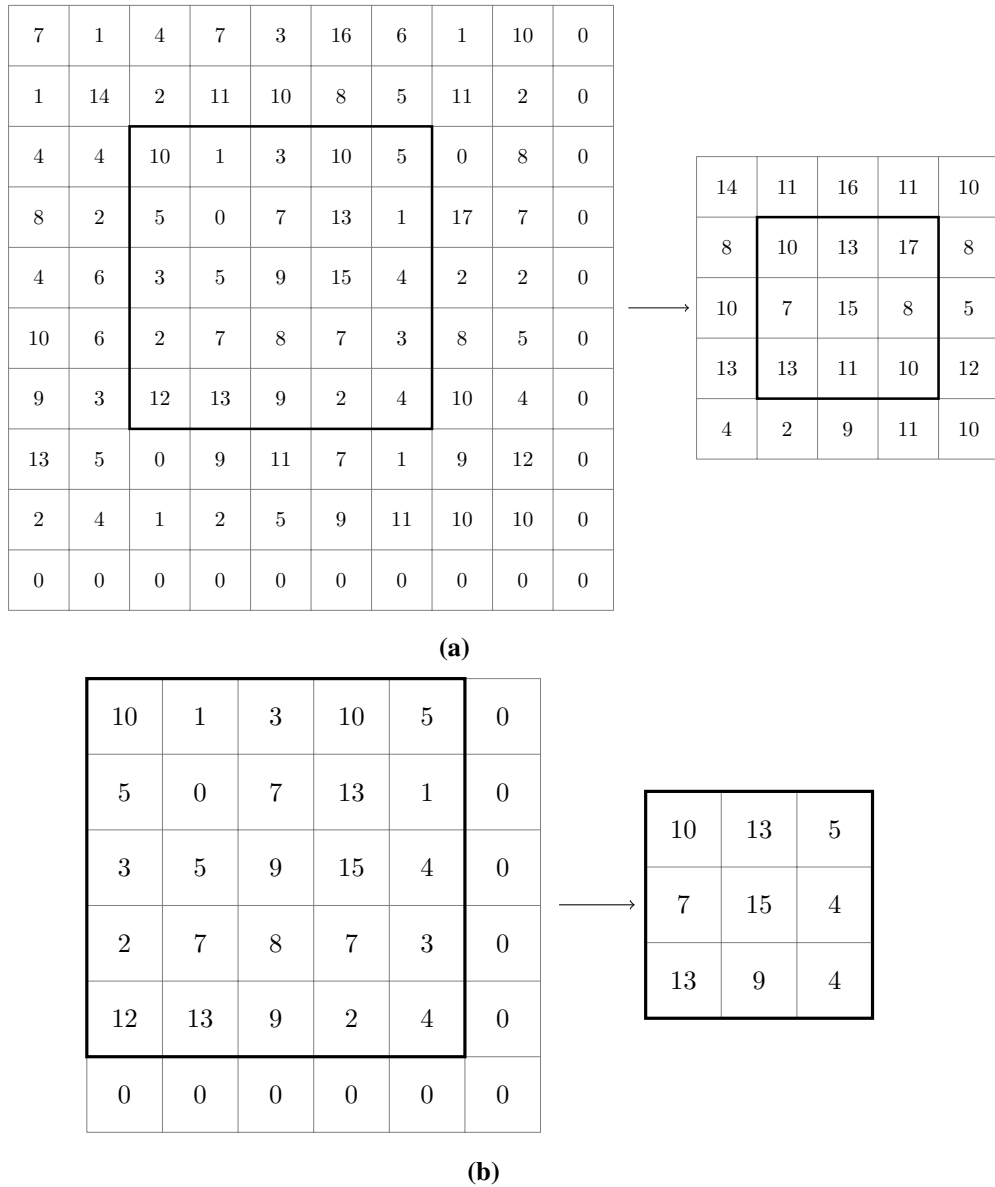 7 1 4 7 3 16 6 1 10 0
1 14 2 11 10 8 5 11 2 0
4 4 10 1 3 10 5 0 8 0
8 2 5 0 7 13 1 17 7 0
4 6 3 5 9 15 4 2 2 0
10 6 2 7 8 7 3 8 5 0
9 3 12 13 9 2 4 10 4 0
13 5 0 9 11 7 1 9 12 0
2 4 1 2 5 9 11 10 10 0
0 0 0 0 0 0 0 0 0 0
14 11 16 11 10
8 10 13 17 8
10 7 15 8 5
13 13 11 10 12
4 2 9 11 10
(a)
10 1 3 10 5 0
5 0 7 13 1 0
3 5 9 15 4 0
2 7 8 7 3 0
12 13 9 2 4 0
0 0 0 0 0 0
10 13 5
7 15 4
13 9 4
(b)